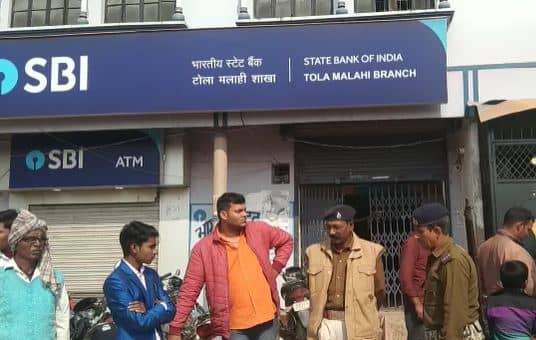 SBI
भारतीय स्टेट बैंक
टोला मलाही शाखा
STATE BANK OF INDIA
TOLA MALAHI BRANCH
SBI ATM